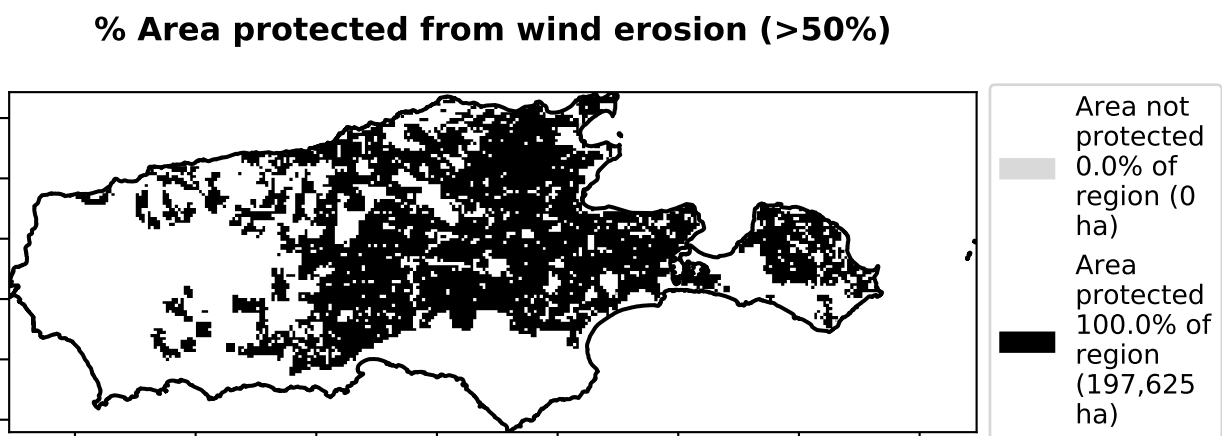 % Area protected from wind erosion (>50%)
Area not
protected
0.0% of
region (0
ha)
Area
protected
100.0% of
region
(197,625
ha)